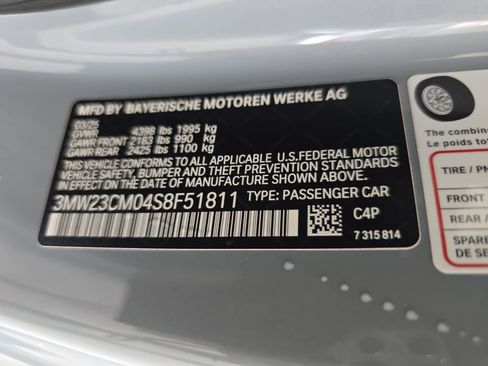 MFD BY BAYERISCHE MOTOREN WERKE AG
03/25
GVWR 4398 lbs 1995 kg
GAWR FRONT 2183 lbs 990 kg
GAWR REAR 2425 lbs 1100 kg
THIS VEHICLE CONFORMS TO ALL APPLICABLE U.S.FEDERAL MOTOR
VEHICLE SAFETY, BUMPER AND THEFT PREVENTION STANDARDS
IN EFFECT ON THE DATE OF MANUFACTURE SHOWN ABOVE.
3MW23CM04S8F51811 TYPE: PASSENGER CAR
C4P
7 315 814
The combine
Le poids tot
TIRE / PN
FRONT
REAR /
SPARE
DE SE